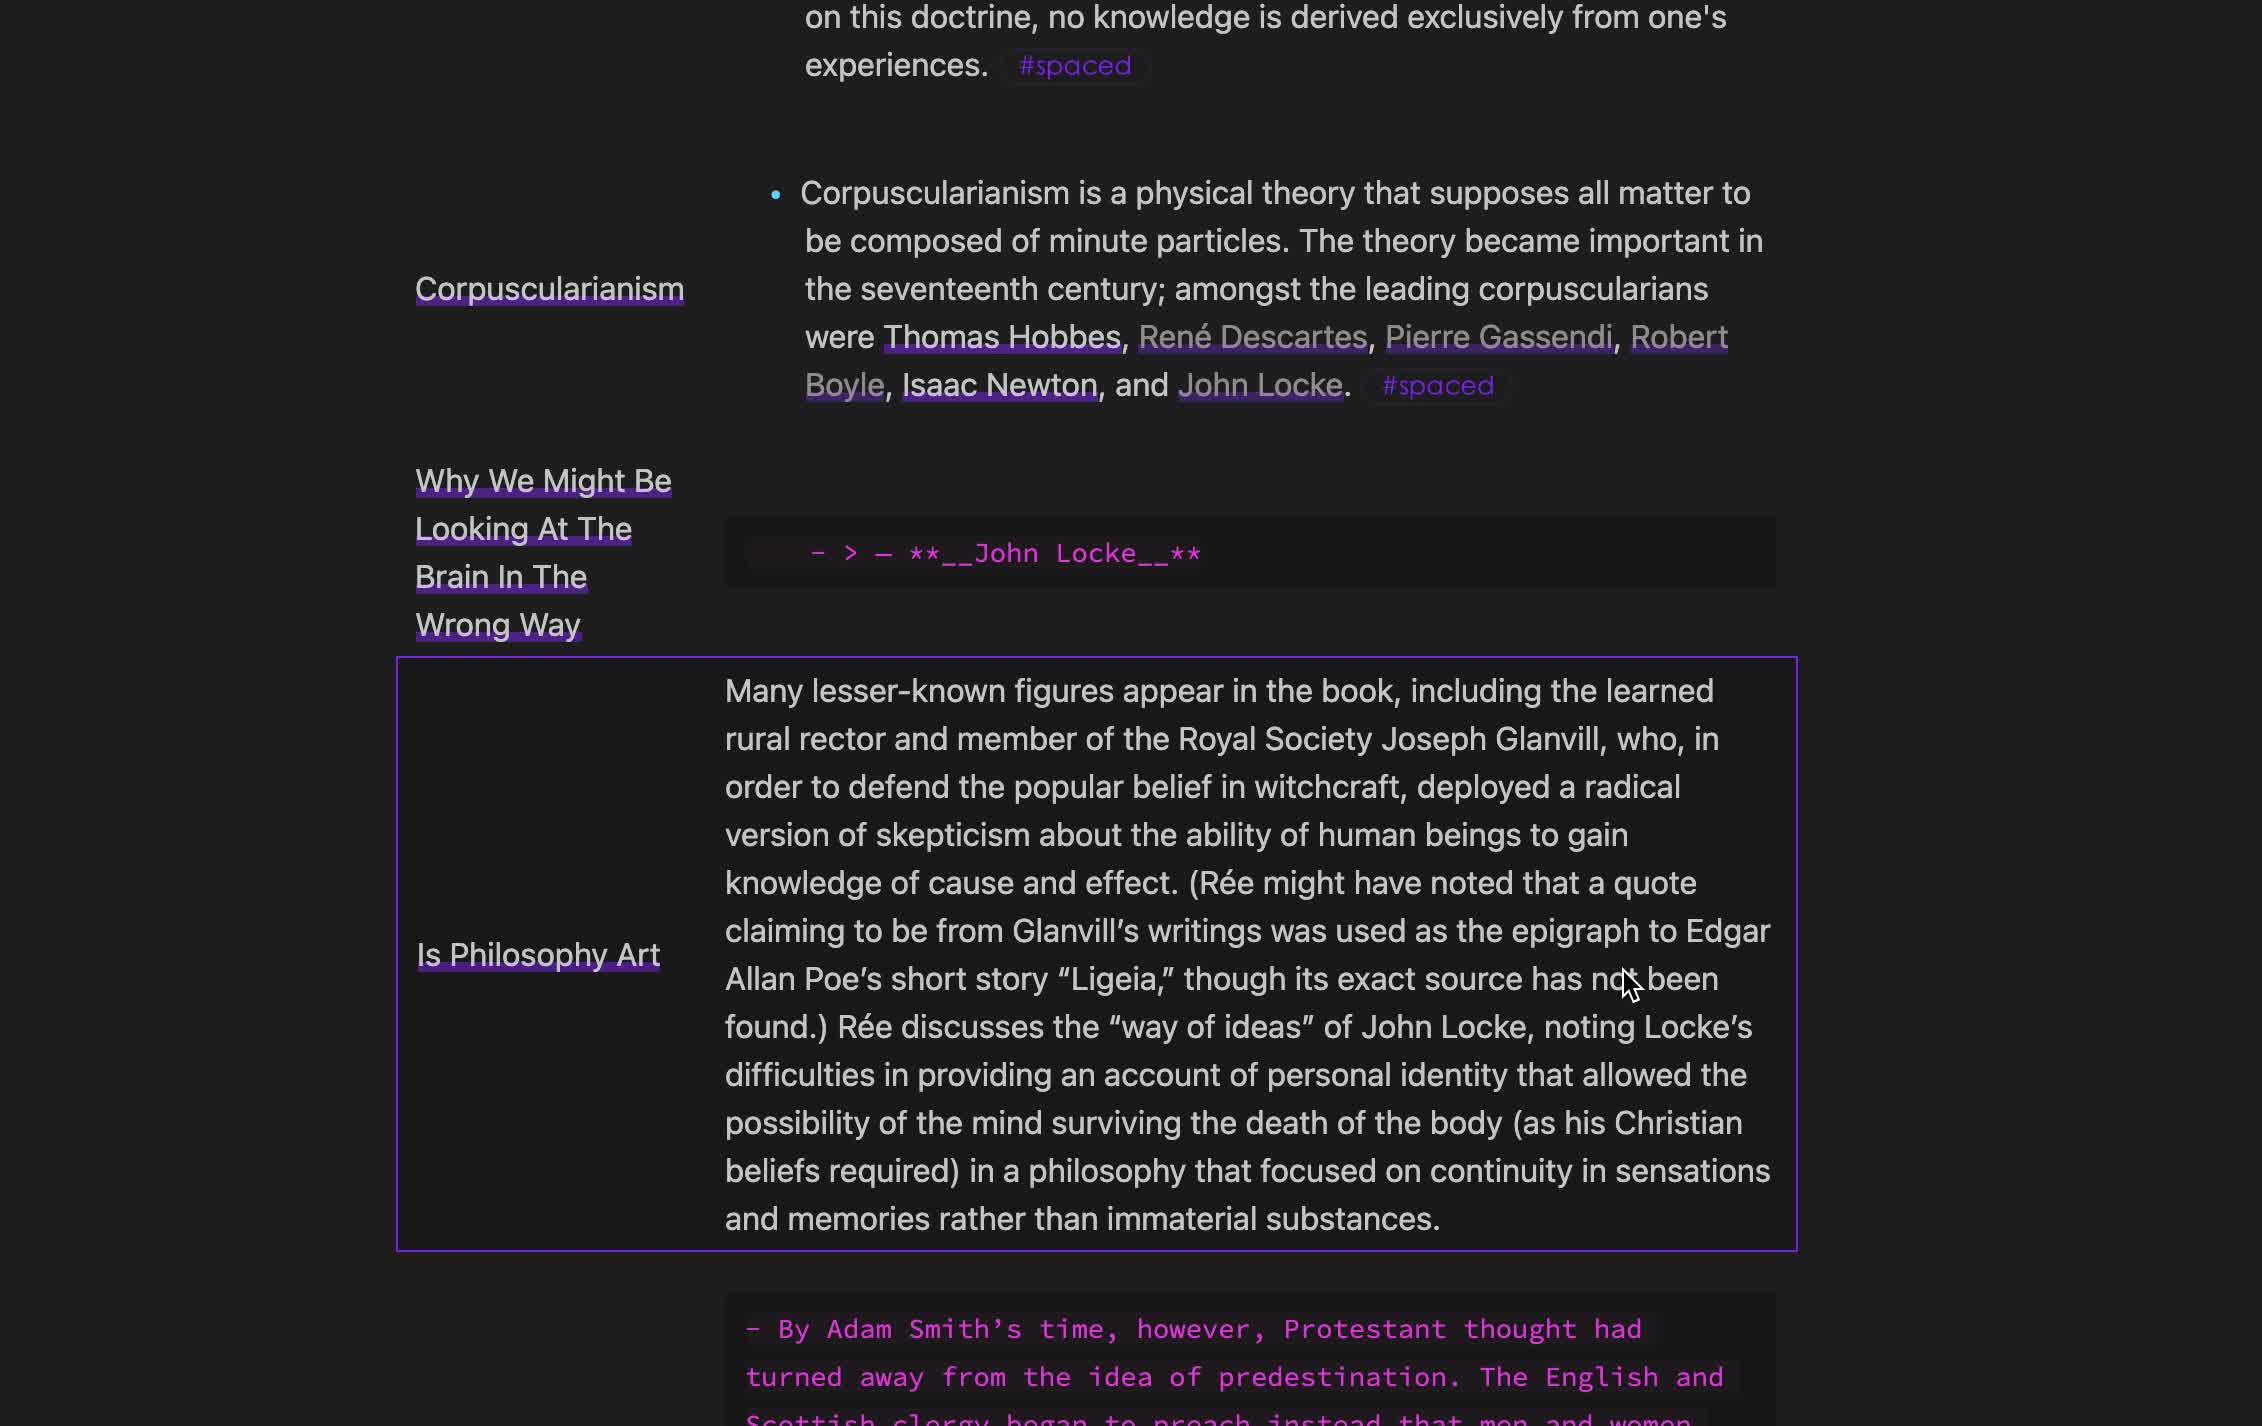 on this doctrine, no knowledge is derived exclusively from one's
experiences. #spaced
Corpuscularianism
• Corpuscularianism is a physical theory that supposes all matter to
be composed of minute particles. The theory became important in
the seventeenth century; amongst the leading corpuscularians
were Thomas Hobbes, René Descartes, Pierre Gassendi, Robert
Boyle, Isaac Newton, and John Locke. #spaced
Why We Might Be
Looking At The
Brain In The
Wrong Way
- > — **__John Locke__**
Is Philosophy Art
Many lesser-known figures appear in the book, including the learned
rural rector and member of the Royal Society Joseph Glanvill, who, in
order to defend the popular belief in witchcraft, deployed a radical
version of skepticism about the ability of human beings to gain
knowledge of cause and effect. (Rée might have noted that a quote
claiming to be from Glanvill’s writings was used as the epigraph to Edgar
Allan Poe’s short story “Ligeia,” though its exact source has not been
found.) Rée discusses the “way of ideas” of John Locke, noting Locke’s
difficulties in providing an account of personal identity that allowed the
possibility of the mind surviving the death of the body (as his Christian
beliefs required) in a philosophy that focused on continuity in sensations
and memories rather than immaterial substances.
- By Adam Smith’s time, however, Protestant thought had
turned away from the idea of predestination. The English and
Scottish clergy began to preach instead that men and women